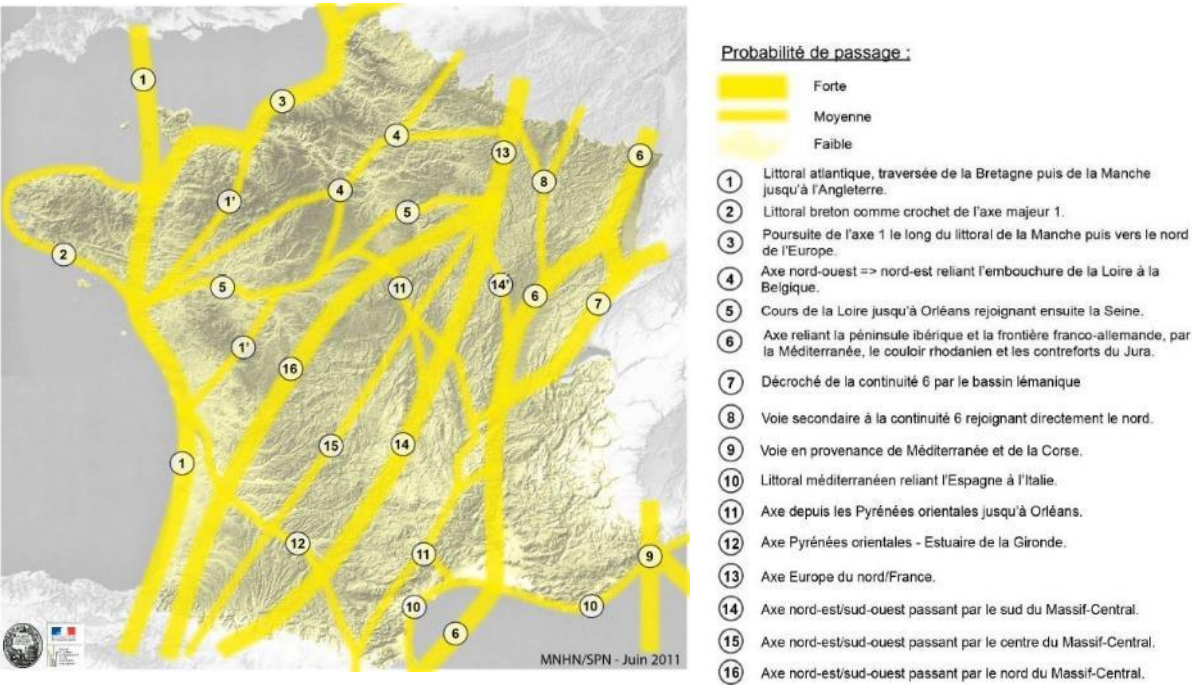 1
3
4
13
6
8
1'
4
5
2
5
11
14'
6
7
1'
16
1
15
14
12
11
9
10
10
6
MNHN/SPN - Juin 2011
Probabilité de passage :
Forte
Moyenne
Faible
1 Littoral atlantique, traversée de la Bretagne puis de la Manche
jusqu'à l'Angleterre.
2 Littoral breton comme crochet de l'axe majeur 1.
3 Poursuite de l'axe 1 le long du littoral de la Manche puis vers le nord
de l'Europe.
4 Axe nord-ouest => nord-est reliant l'embouchure de la Loire à la
Belgique.
5 Cours de la Loire jusqu'à Orléans rejoignant ensuite la Seine.
6 Axe reliant la péninsule ibérique et la frontière franco-allemande, par
la Méditerranée, le couloir rhodanien et les contreforts du Jura.
7 Décroché de la continuité 6 par le bassin lémanique
8 Voie secondaire à la continuité 6 rejoignant directement le nord.
9 Voie en provenance de Méditerranée et de la Corse.
10 Littoral méditerranéen reliant l'Espagne à l'Italie.
11 Axe depuis les Pyrénées orientales jusqu'à Orléans.
12 Axe Pyrénées orientales - Estuaire de la Gironde.
13 Axe Europe du nord/France.
14 Axe nord-est/sud-ouest passant par le sud du Massif-Central.
15 Axe nord-est/sud-ouest passant par le centre du Massif-Central.
16 Axe nord-est/sud-ouest passant par le nord du Massif-Central.